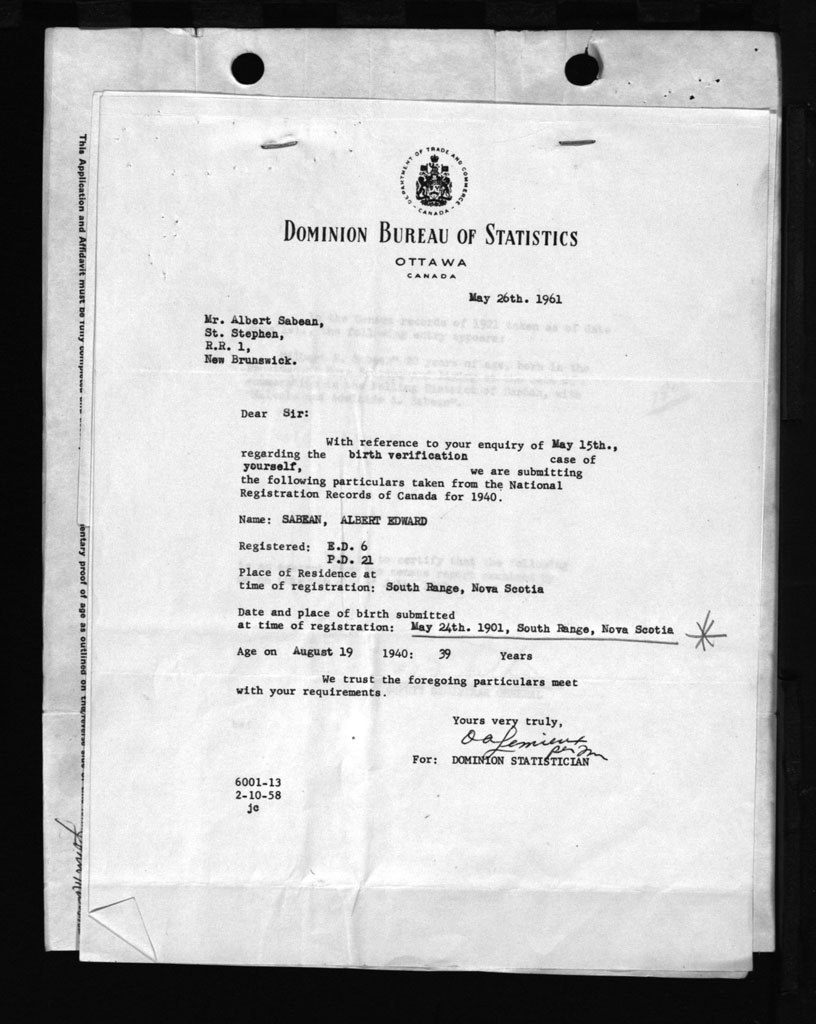 DEPARTMENT OF TRADE AND COMMERCE
- CANADA -
DOMINION BUREAU OF STATISTICS
OTTAWA
CANADA
May 26th. 1961
Mr. Albert Sabean,
St. Stephen,
R.R. 1,
New Brunswick.
Dear Sir:
With reference to your enquiry of May 15th.,
regarding the birth verification case of
yourself, we are submitting
the following particulars taken from the National
Registration Records of Canada for 1940.
Name: SABEAN, ALBERT EDWARD
Registered: E.D. 6
P.D. 21
Place of Residence at
time of registration: South Range, Nova Scotia
Date and place of birth submitted
at time of registration: May 24th. 1901, South Range, Nova Scotia
Age on August 19 1940: 39 Years
We trust the foregoing particulars meet
with your requirements.
Yours very truly,
O A Lemieux
per
For: DOMINION STATISTICIAN
6001-13
2-10-58
jc
This Application and Affidavit must be fully completed
entary proof of age as outlined on the reverse side of